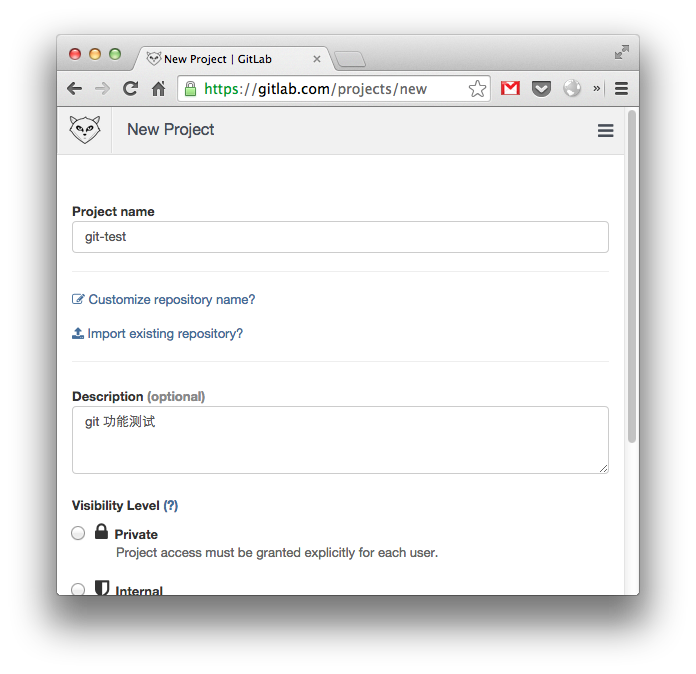 New Project | GitLab
https://gitlab.com/projects/new
New Project
Project name
git-test
Customize repository name?
Import existing repository?
Description (optional)
git 功能测试
Visibility Level (?)
Private
Project access must be granted explicitly for each user.
Internal